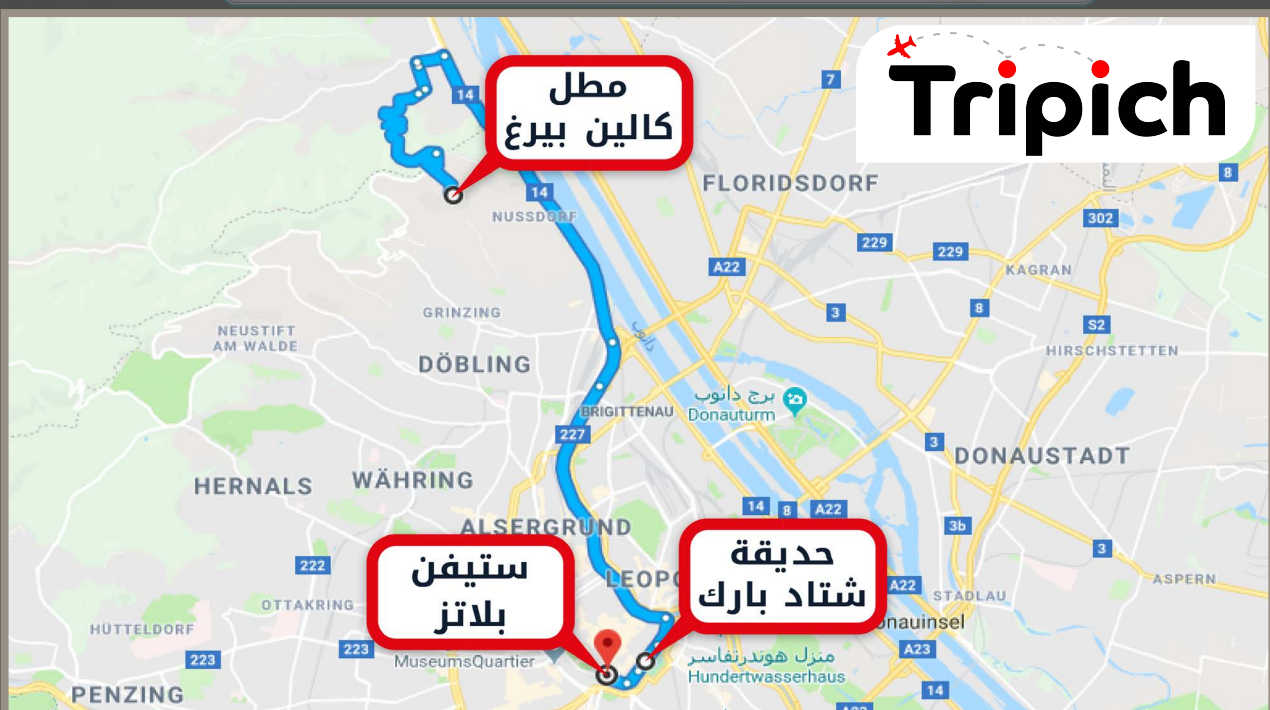 Tripich
7
14
مطل
كالين بيرغ
FLORIDSDORF
8
14
NUSSDORF
302
229
229
A22
KAGRAN
GRINZING
3
8
S2
NEUSTIFT
AM WALDE
دانوب
HIRSCHSTETTEN
DÖBLING
برج دانوب
Donauturm
BRIGITTENAU
227
3
DONAUSTADT
HERNALS
WÄHRING
14
8
A22
ALSERGRUND
3b
3
حديقة
شتاد بارك
ستيفن
بلاتز
222
LEOPO
A22
ASPERN
STADLAU
OTTAKRING
onauinsel
HÜTTELDORF
223
223
A23
MuseumsQuartier
منزل هوندرتفاسر
Hundertwasserhaus
PENZING
14
A23